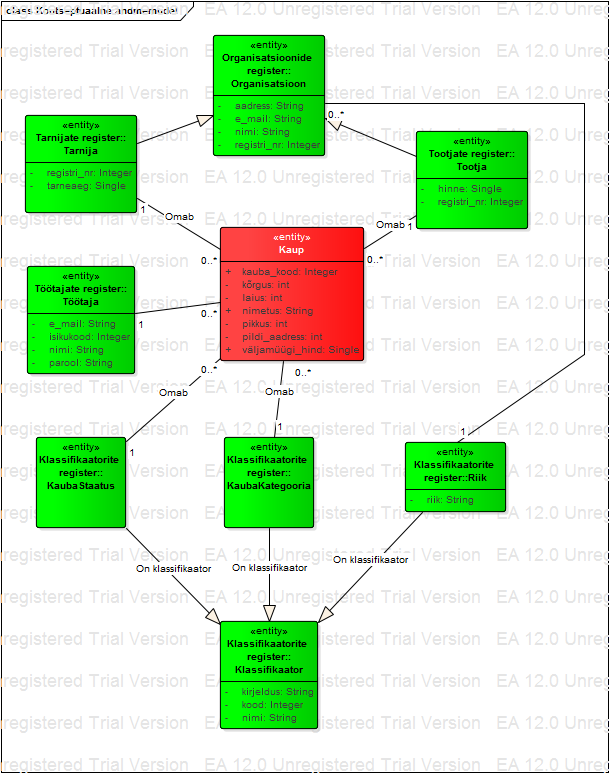 class Kontseptuaalne andmemudel
«entity»
Organisatsioonide
register::
Organisatsioon
- aadress: String
- e_mail: String
- nimi: String
- registri_nr: Integer
0..*
«entity»
Tarnijate register::
Tarnija
- registri_nr: Integer
- tarneaeg: Single
«entity»
Tootjate register::
Tootja
- hinne: Single
- registri_nr: Integer
1
Omab
0..*
Omab
1
0..*
«entity»
Kaup
+ kauba_kood: Integer
- kõrgus: int
- laius: int
+ nimetus: String
- pikkus: int
- pildi_aadress: int
+ väljamüügi_hind: Single
«entity»
Töötajate register::
Töötaja
- e_mail: String
- isikukood: Integer
- nimi: String
- parool: String
1
0..*
0..*
Omab
1
0..*
Omab
1
1
«entity»
Klassifikaatorite
register::
KaubaStaatus
«entity»
Klassifikaatorite
register::
KaubaKategooria
«entity»
Klassifikaatorite
register::Riik
- riik: String
On klassifikaator
On klassifikaator
On klassifikaator
«entity»
Klassifikaatorite
register::
Klassifikaator
- kirjeldus: String
- kood: Integer
- nimi: String
EA 12.0 Unregistered Trial Version